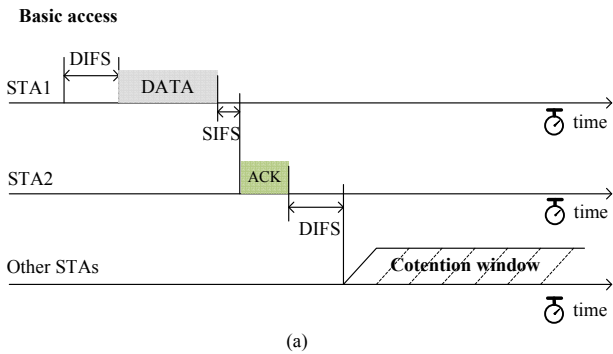 Basic access
DIFS
STA1
DATA
time
SIFS
STA2
ACK
time
DIFS
Other STAs
Cotention window
time
(a)